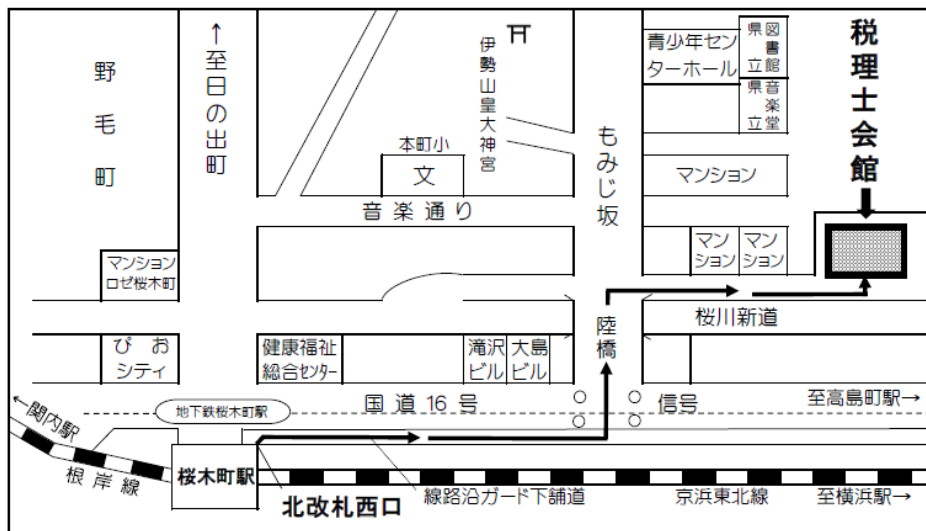 野毛町
↑至日の出町
伊勢山皇大神宮
本町小
文
音楽通り
もみじ坂
青少年セン
ターホール
県立図書館
県立音楽堂
税理士会館
マンション
マン
ション
マン
ション
マンション
ロゼ桜木町
桜川新道
陸橋
ぴお
シティ
健康福祉
総合センター
滝沢
ビル
大島
ビル
地下鉄桜木町駅
国道16号
信号
至高島町駅→
←関内駅
根岸線
桜木町駅
北改札西口
線路沿ガード下舗道
京浜東北線
至横浜駅→